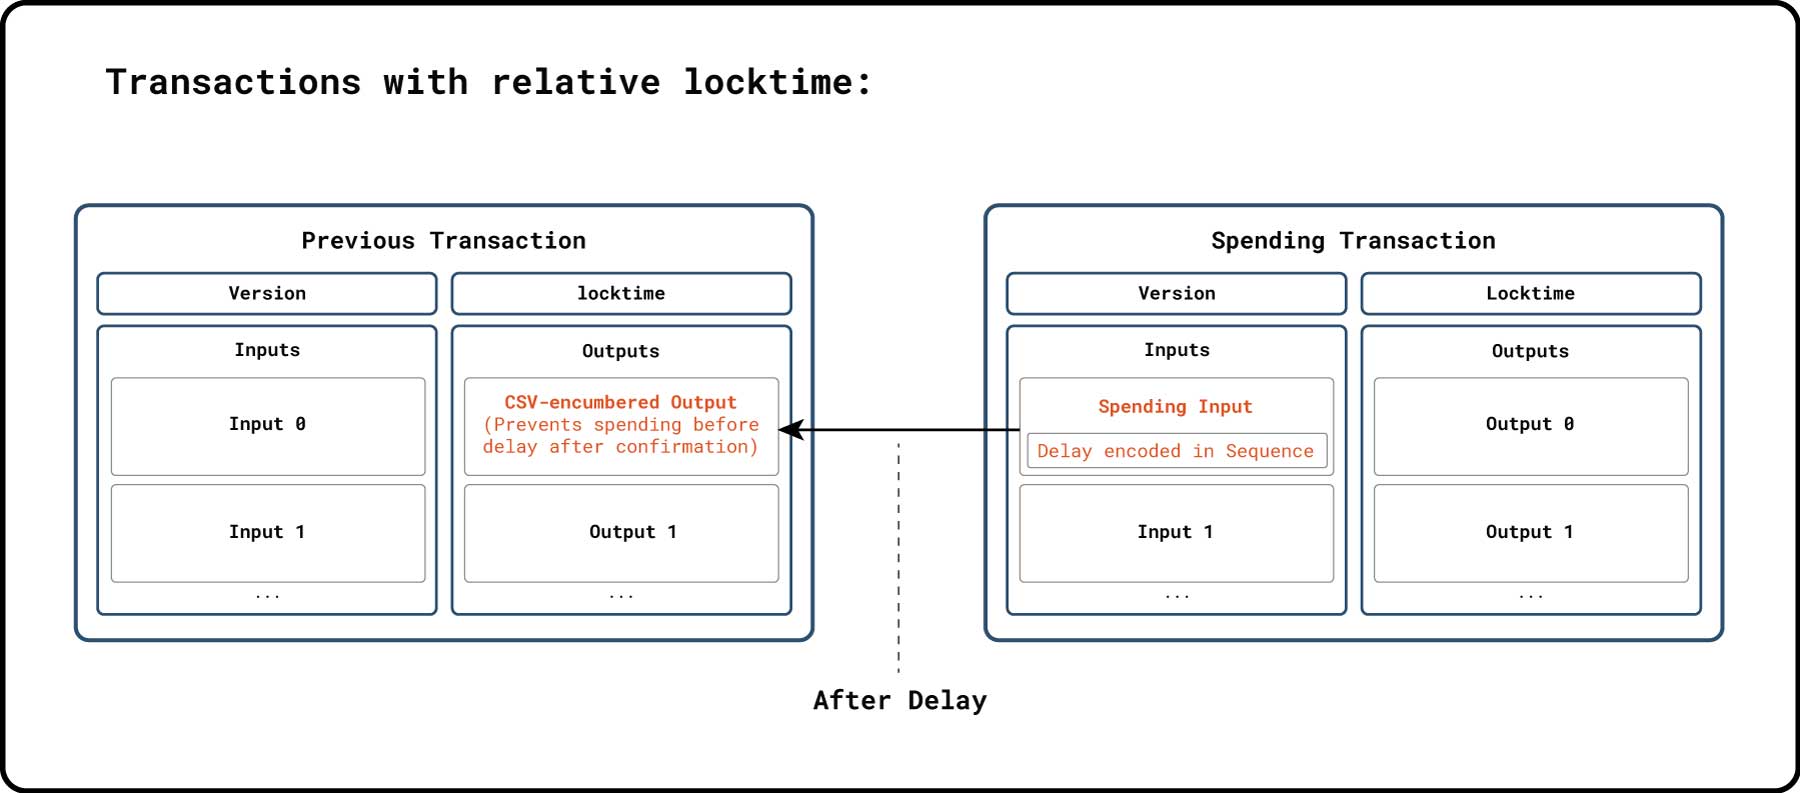 Transactions with relative locktime:
Previous Transaction
Version
locktime
Inputs
Input 0
Input 1
...
Outputs
CSV-encumbered Output
(Prevents spending before
delay after confirmation)
Output 1
...
After Delay
Spending Transaction
Version
Locktime
Inputs
Spending Input
Delay encoded in Sequence
Input 1
...
Outputs
Output 0
Output 1
...